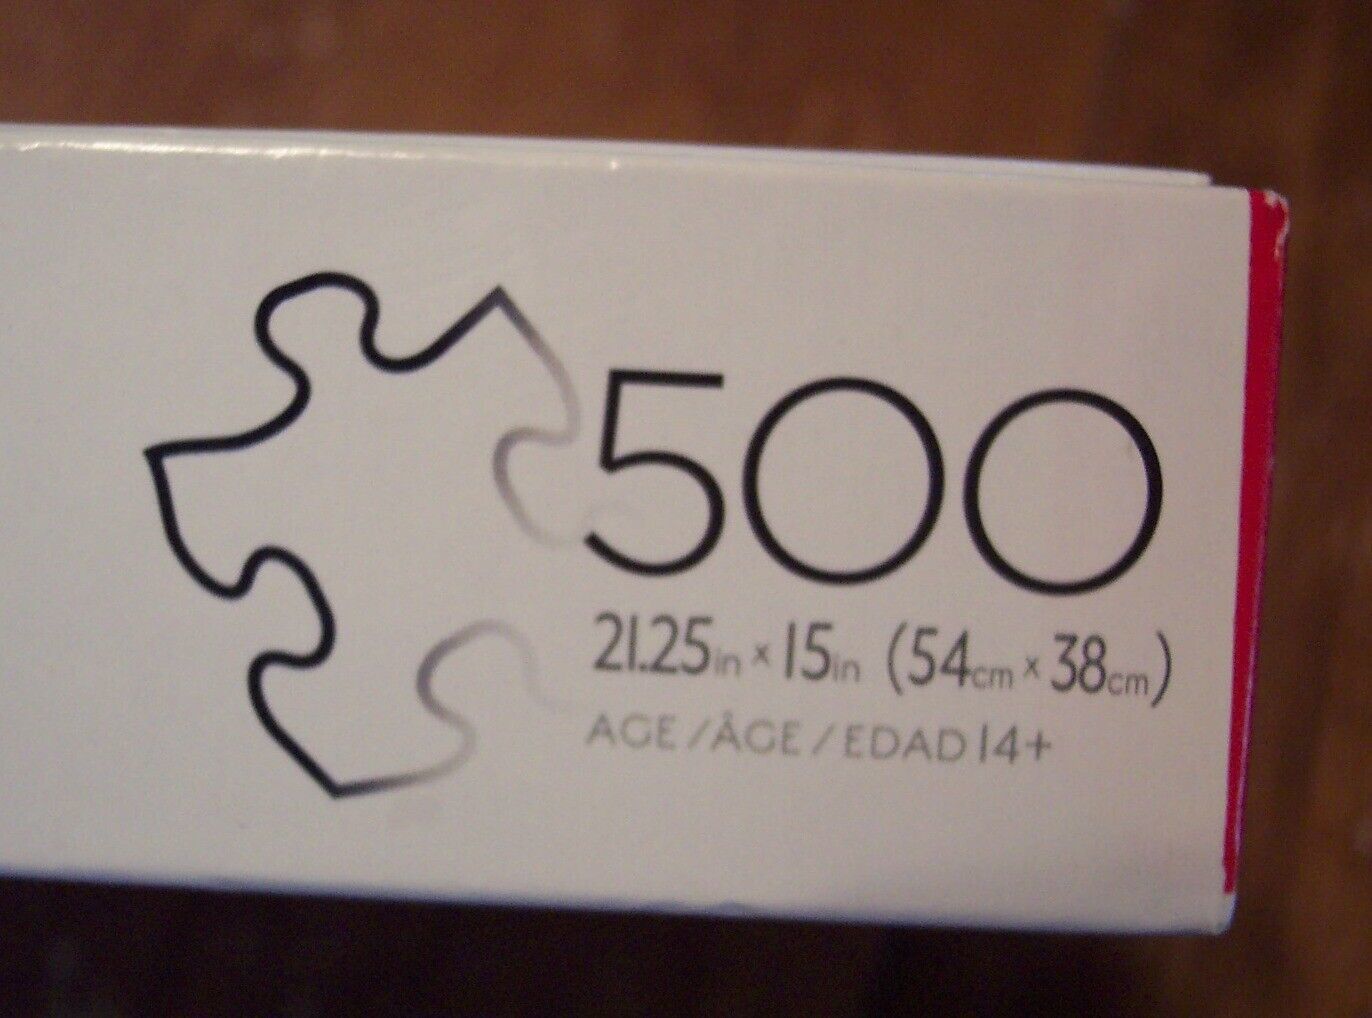 500
21.25in x 15in (54cm x 38cm)
AGE / ÂGE / EDAD 14+